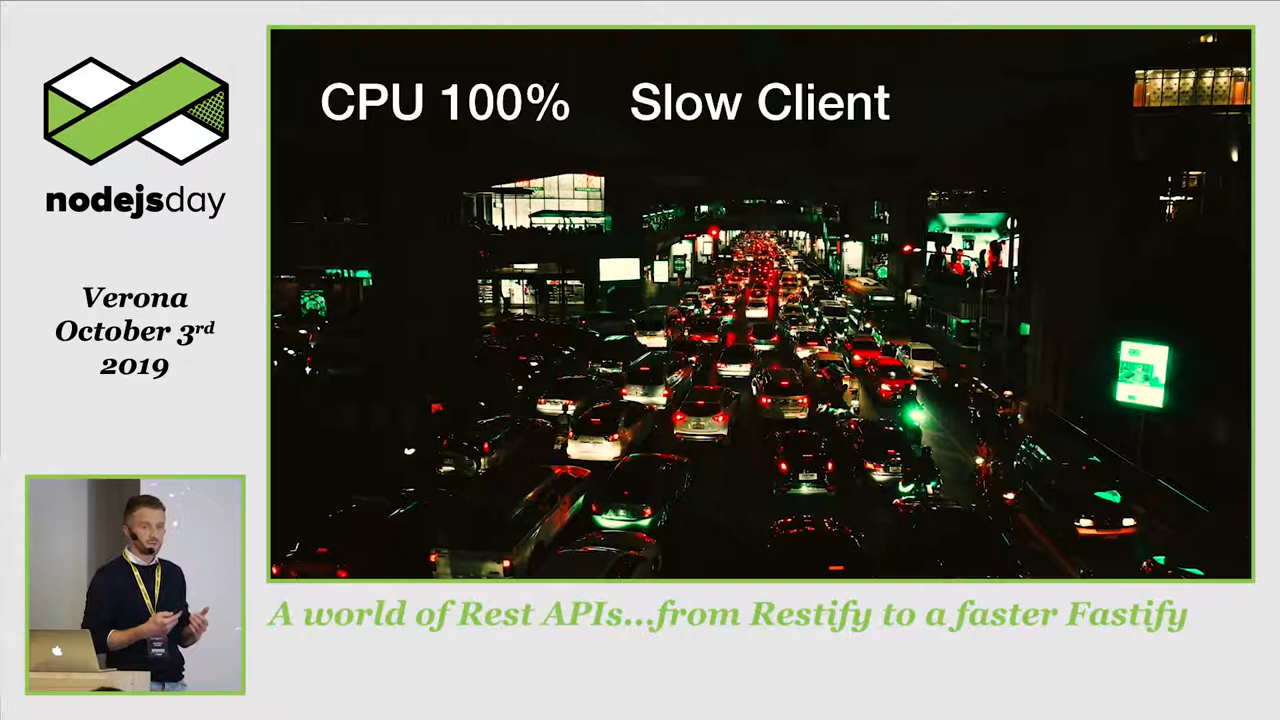 nodejsday
Verona
October 3rd
2019
CPU 100% Slow Client
A world of Rest APIs...from Restify to a faster Fastify